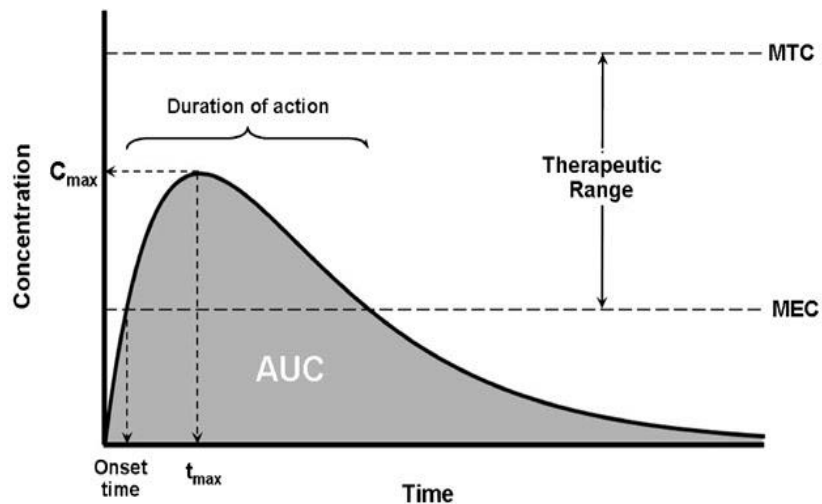 MTC
Duration of action
Therapeutic
Range
Cmax
Concentration
MEC
AUC
Onset
time
tmax
Time